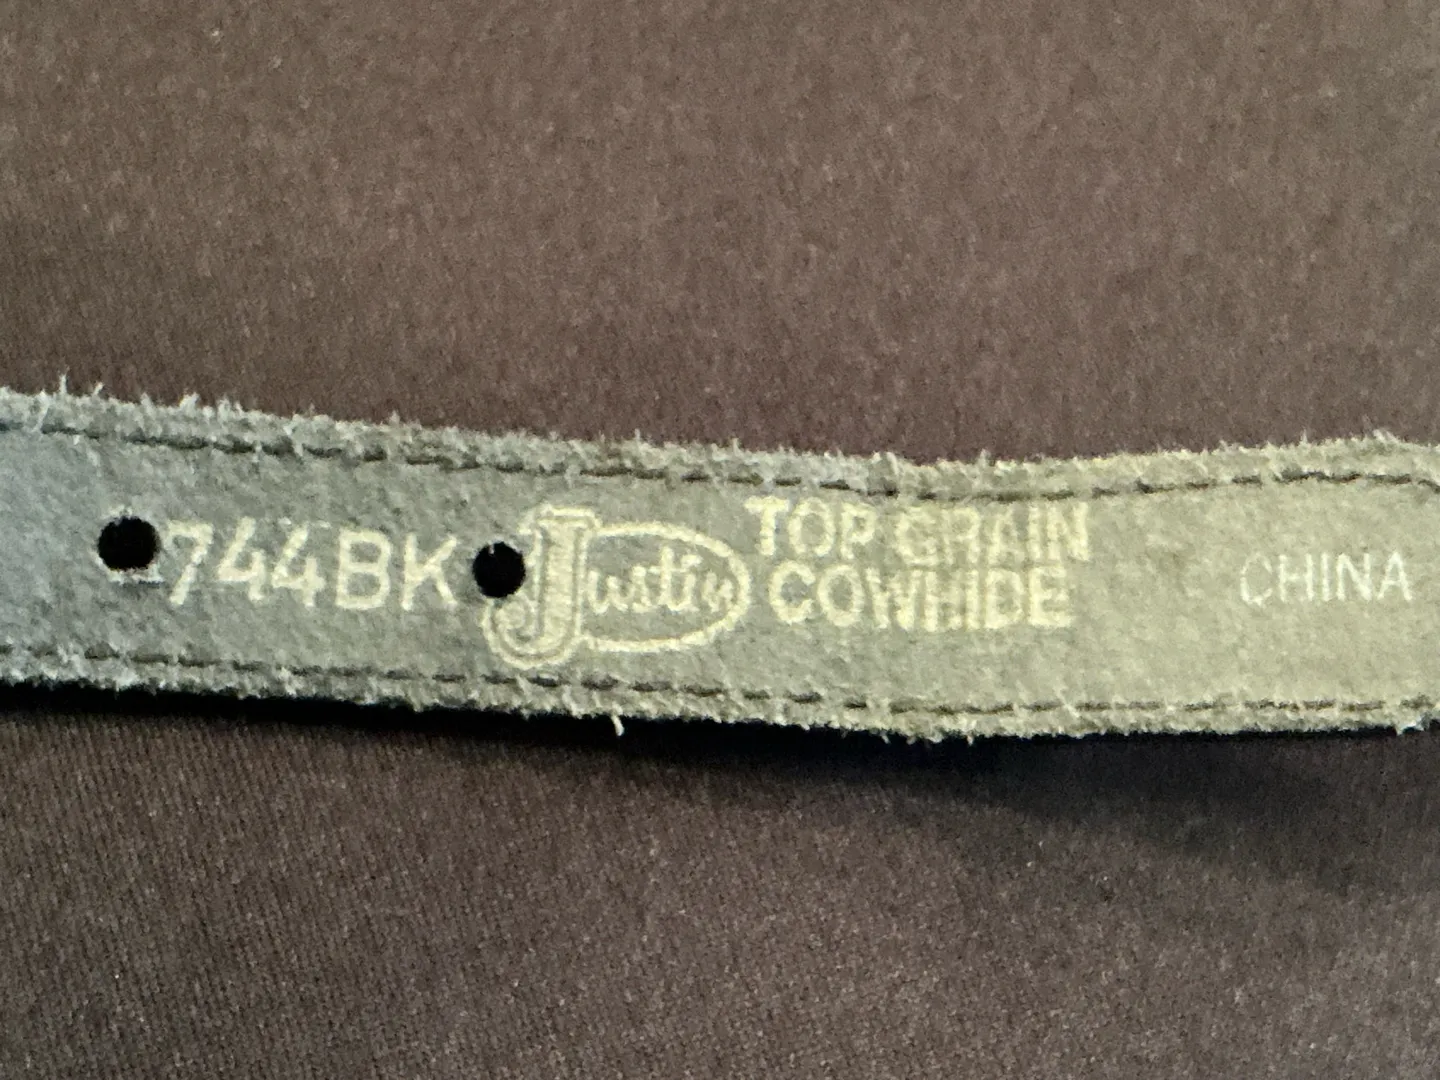 744BK
Justin
TOP GRAIN
COWHIDE
CHINA